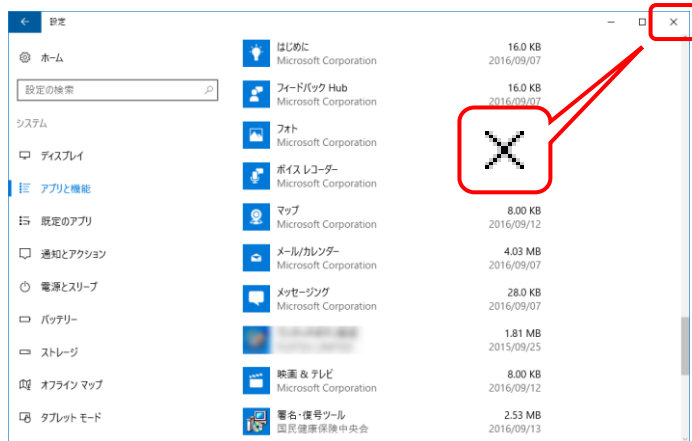 設定
ホーム
設定の検索
システム
ディスプレイ
アプリと機能
既定のアプリ
通知とアクション
電源とスリープ
バッテリー
ストレージ
オフライン マップ
タブレット モード
はじめに 16.0 KB
Microsoft Corporation 2016/09/07
フィードバック Hub 16.0 KB
Microsoft Corporation 2016/09/07
フォト
Microsoft Corporation
ボイス レコーダー
Microsoft Corporation
マップ 8.00 KB
Microsoft Corporation 2016/09/12
メール/カレンダー 4.03 MB
Microsoft Corporation 2016/09/07
メッセージング 28.0 KB
Microsoft Corporation 2016/09/07
1.81 MB
2015/09/25
映画 & テレビ 8.00 KB
Microsoft Corporation 2016/09/12
署名・復号ツール 2.53 MB
国民健康保険中央会 2016/09/13